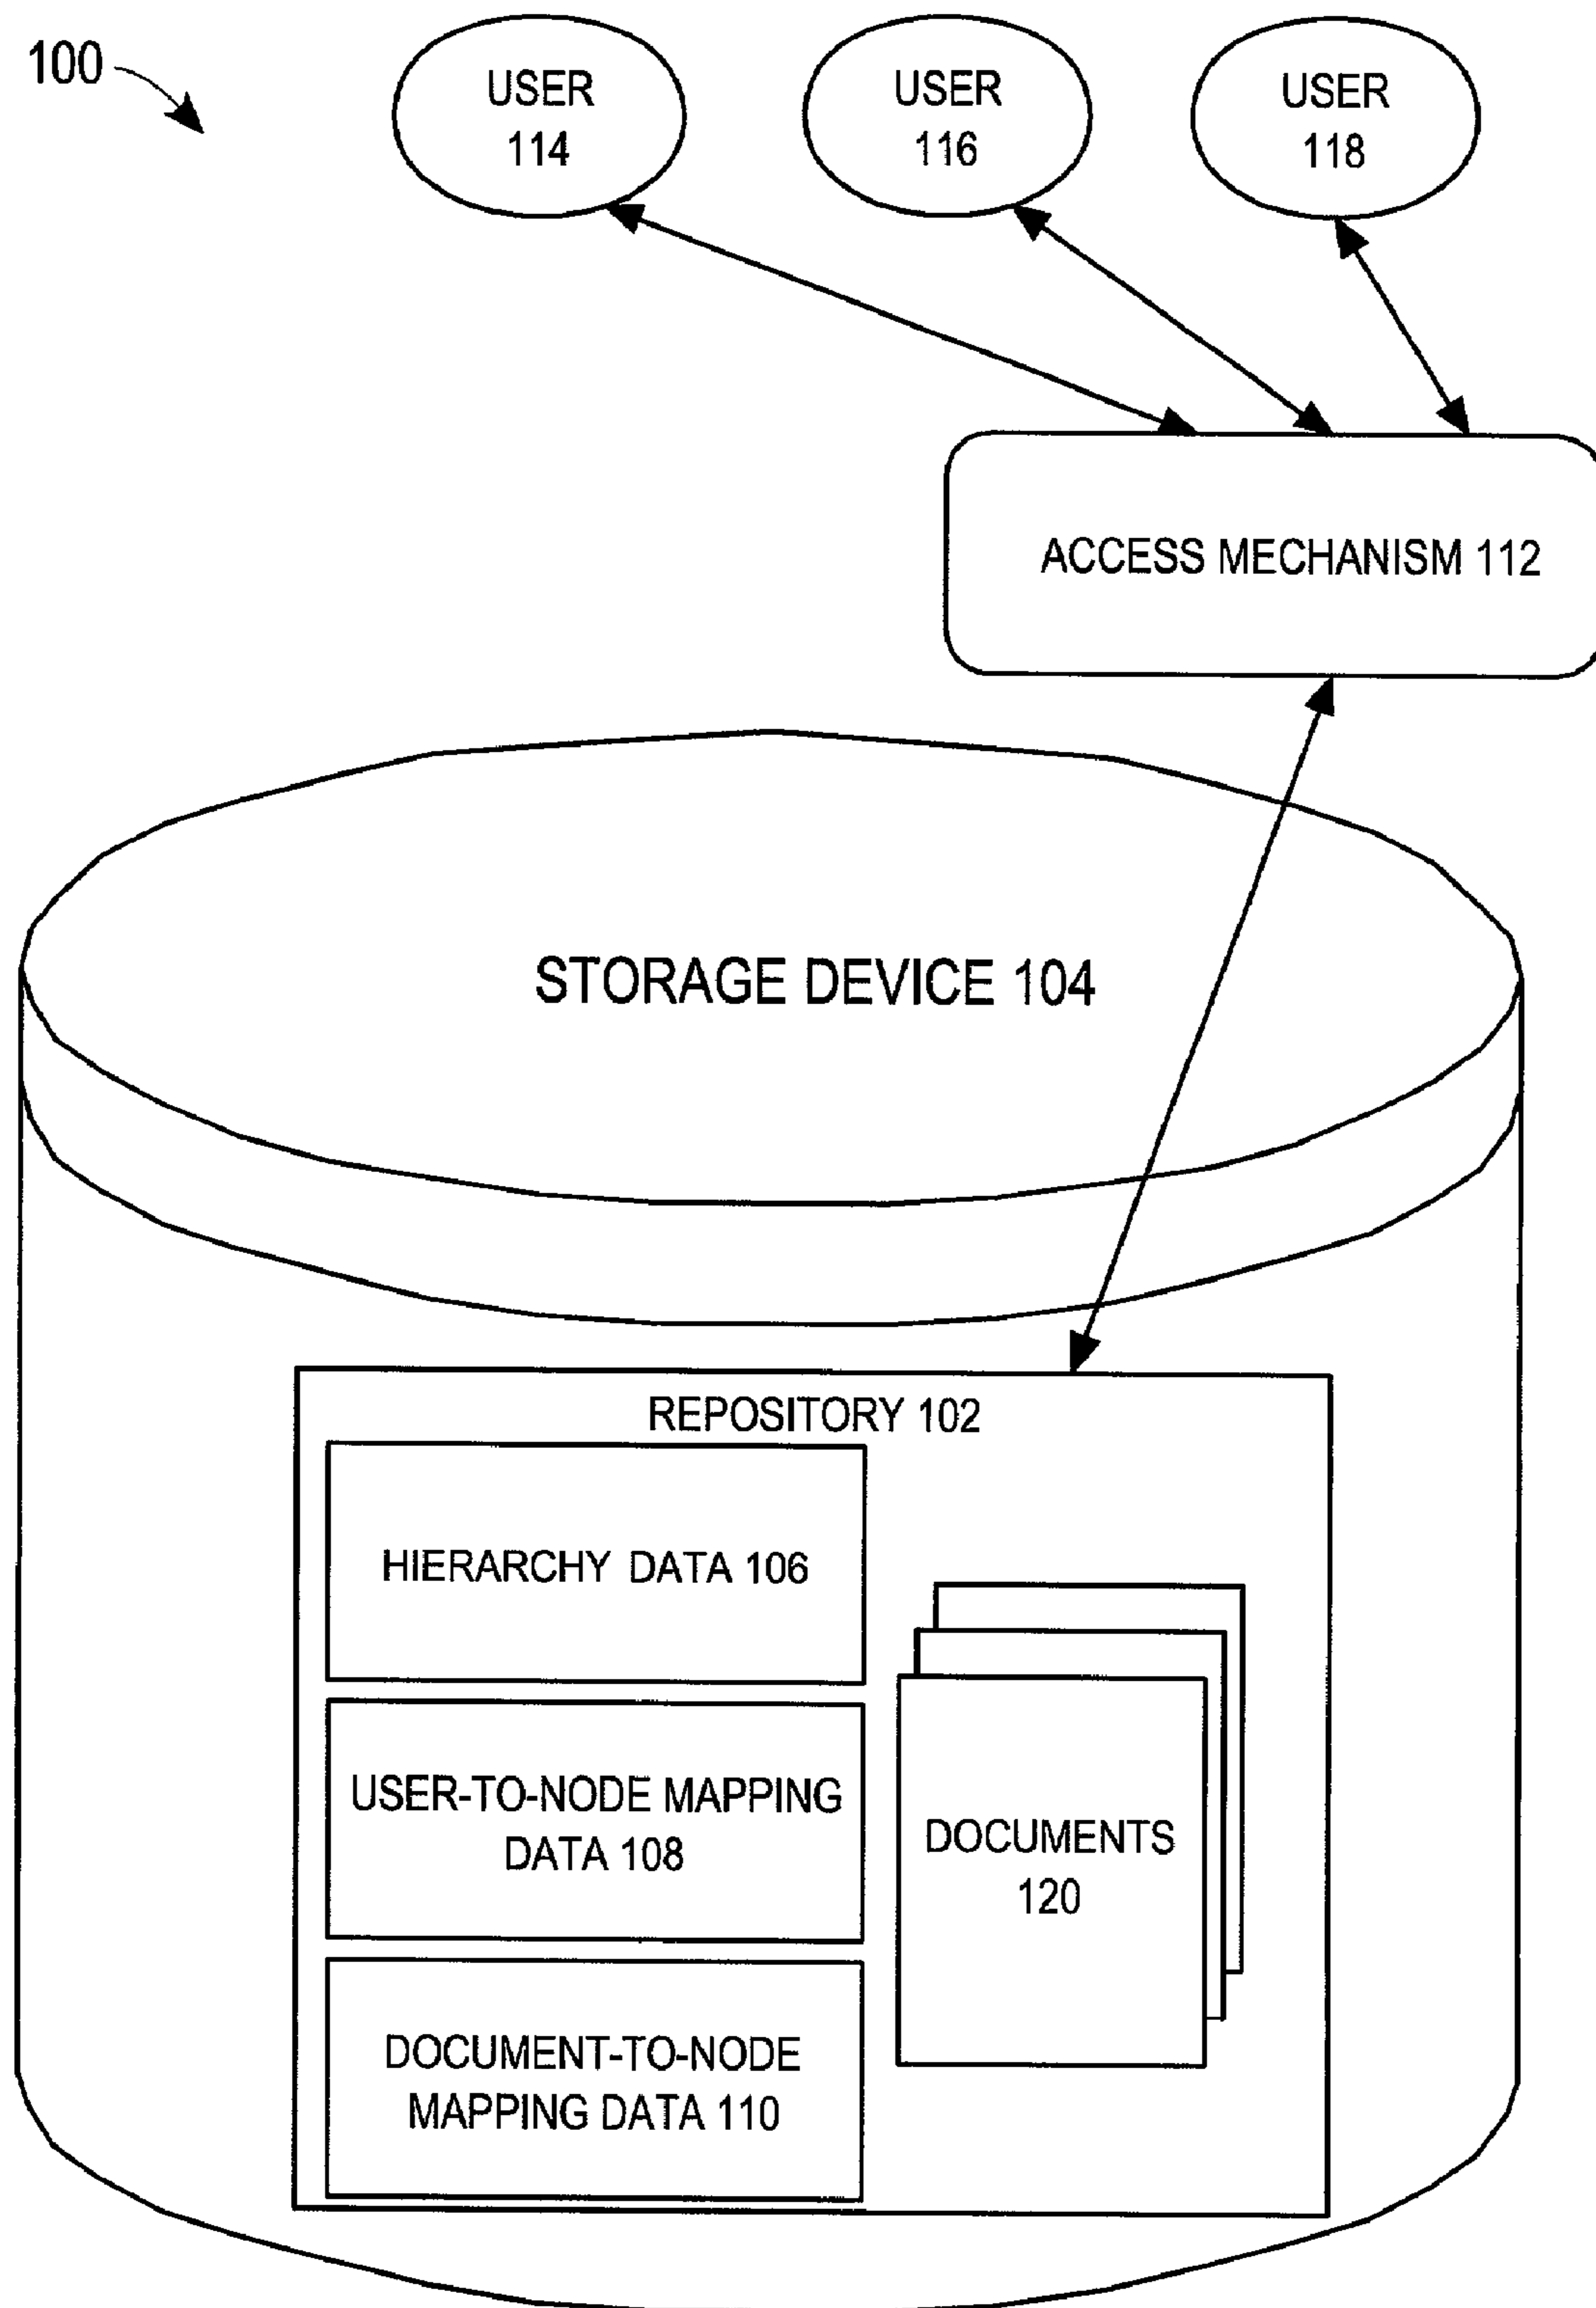 100
USER
114
USER
116
USER
118
ACCESS MECHANISM 112
STORAGE DEVICE 104
REPOSITORY 102
HIERARCHY DATA 106
USER-TO-NODE MAPPING
DATA 108
DOCUMENT-TO-NODE
MAPPING DATA 110
DOCUMENTS
120